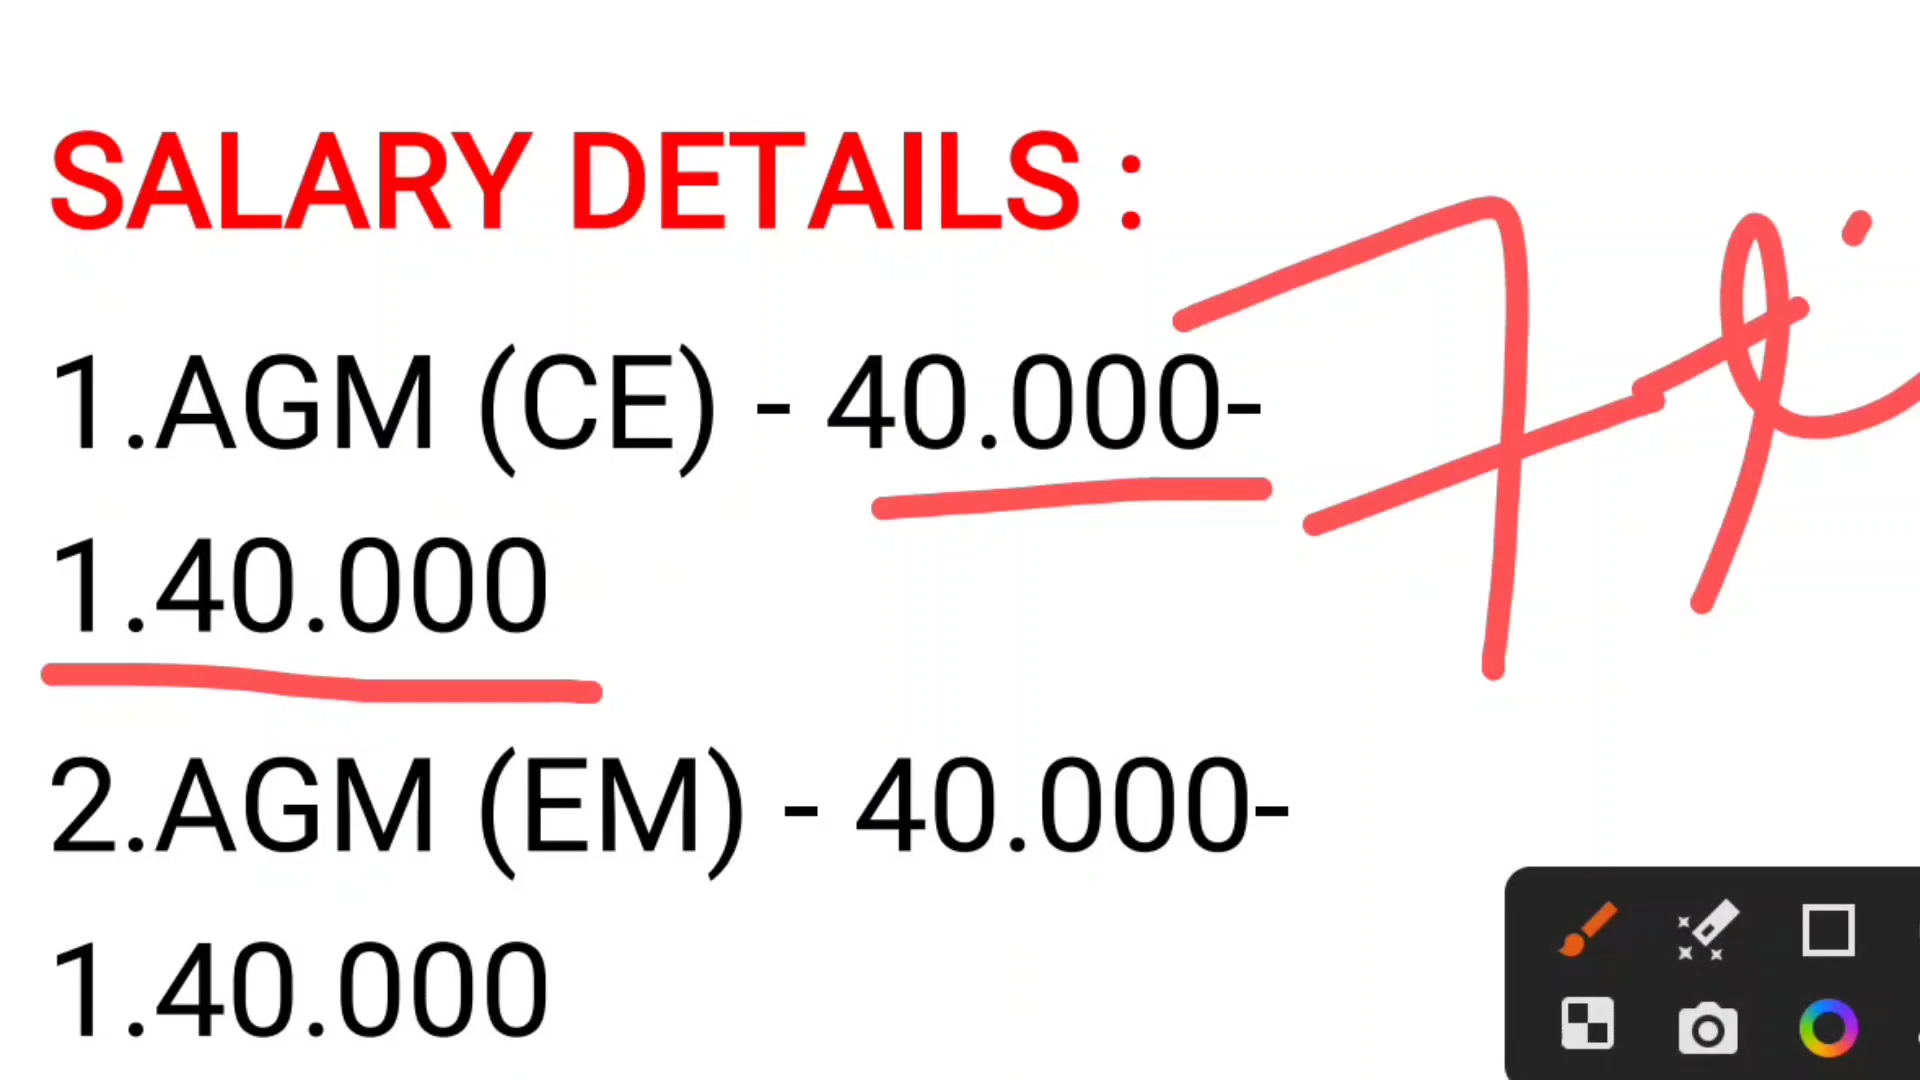 SALARY DETAILS :
1.AGM (CE) - 40.000-
1.40.000
2.AGM (EM) - 40.000-
1.40.000